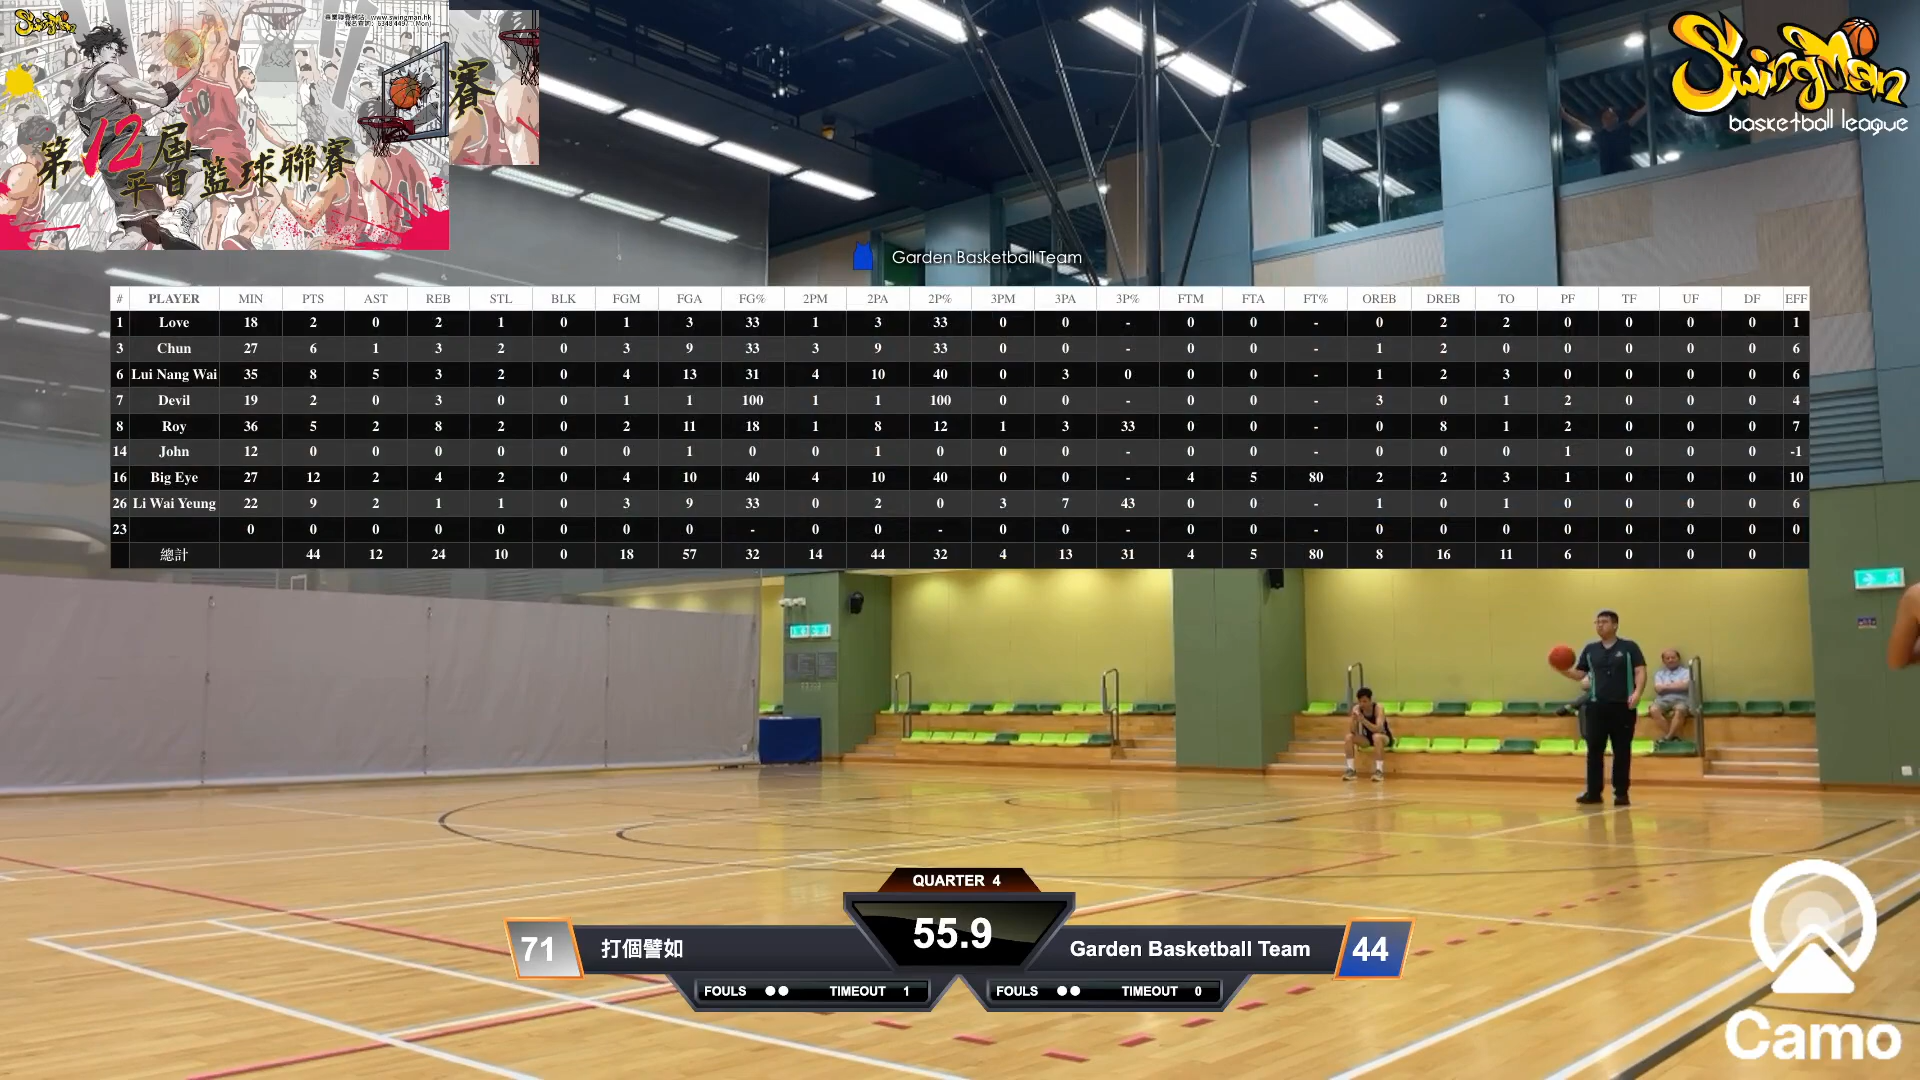 SwingMan
專業聯賽網站: www.swingman.hk
報名查詢: 6348 4497 (Mon)
第12屆
平日籃球聯賽
賽
SwingMan
basketball league
Garden Basketball Team
# PLAYER MIN PTS AST REB STL BLK FGM FGA FG% 2PM 2PA 2P% 3PM 3PA 3P% FTM FTA FT% OREB DREB TO PF TF UF DF EFF
1 Love 18 2 0 2 1 0 1 3 33 1 3 33 0 0 - 0 0 - 0 2 2 0 0 0 0 1
3 Chun 27 6 1 3 2 0 3 9 33 3 9 33 0 0 - 0 0 - 1 2 0 0 0 0 0 6
6 Lui Nang Wai 35 8 5 3 2 0 4 13 31 4 10 40 0 3 0 0 0 - 1 2 3 0 0 0 0 6
7 Devil 19 2 0 3 0 0 1 1 100 1 1 100 0 0 - 0 0 - 3 0 1 2 0 0 0 4
8 Roy 36 5 2 8 2 0 2 11 18 1 8 12 1 3 33 0 0 - 0 8 1 2 0 0 0 7
14 John 12 0 0 0 0 0 0 1 0 0 1 0 0 0 - 0 0 - 0 0 0 1 0 0 0 -1
16 Big Eye 27 12 2 4 2 0 4 10 40 4 10 40 0 0 - 4 5 80 2 2 3 1 0 0 0 10
26 Li Wai Yeung 22 9 2 1 1 0 3 9 33 0 2 0 3 7 43 0 0 - 1 0 1 0 0 0 0 6
23 0 0 0 0 0 0 0 0 - 0 0 - 0 0 - 0 0 - 0 0 0 0 0 0 0 0
總計 44 12 24 10 0 18 57 32 14 44 32 4 13 31 4 5 80 8 16 11 6 0 0 0
QUARTER 4
55.9
71 打個譬如
Garden Basketball Team 44
FOULS TIMEOUT 1
FOULS TIMEOUT 0
Camo